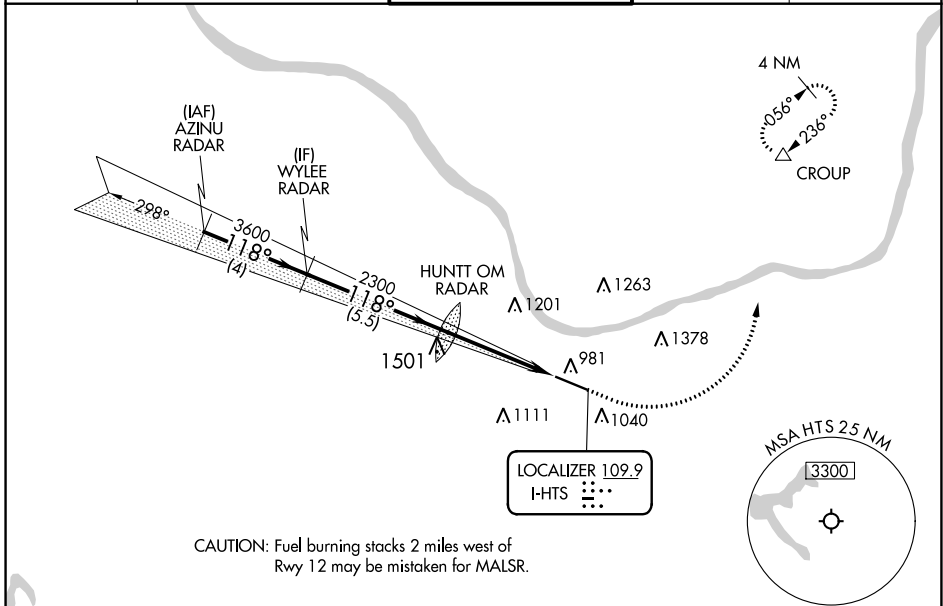 4 NM
056°
236°
CROUP
(IAF)
AZINU
RADAR
(IF)
WYLEE
RADAR
298°
3600
118°
(4)
2300
118°
(5.5)
HUNTT OM
RADAR
1201
1263
1378
1501
981
1111
1040
LOCALIZER 109.9
I-HTS
MSA HTS 25 NM
3300
CAUTION: Fuel burning stacks 2 miles west of
Rwy 12 may be mistaken for MALSR.